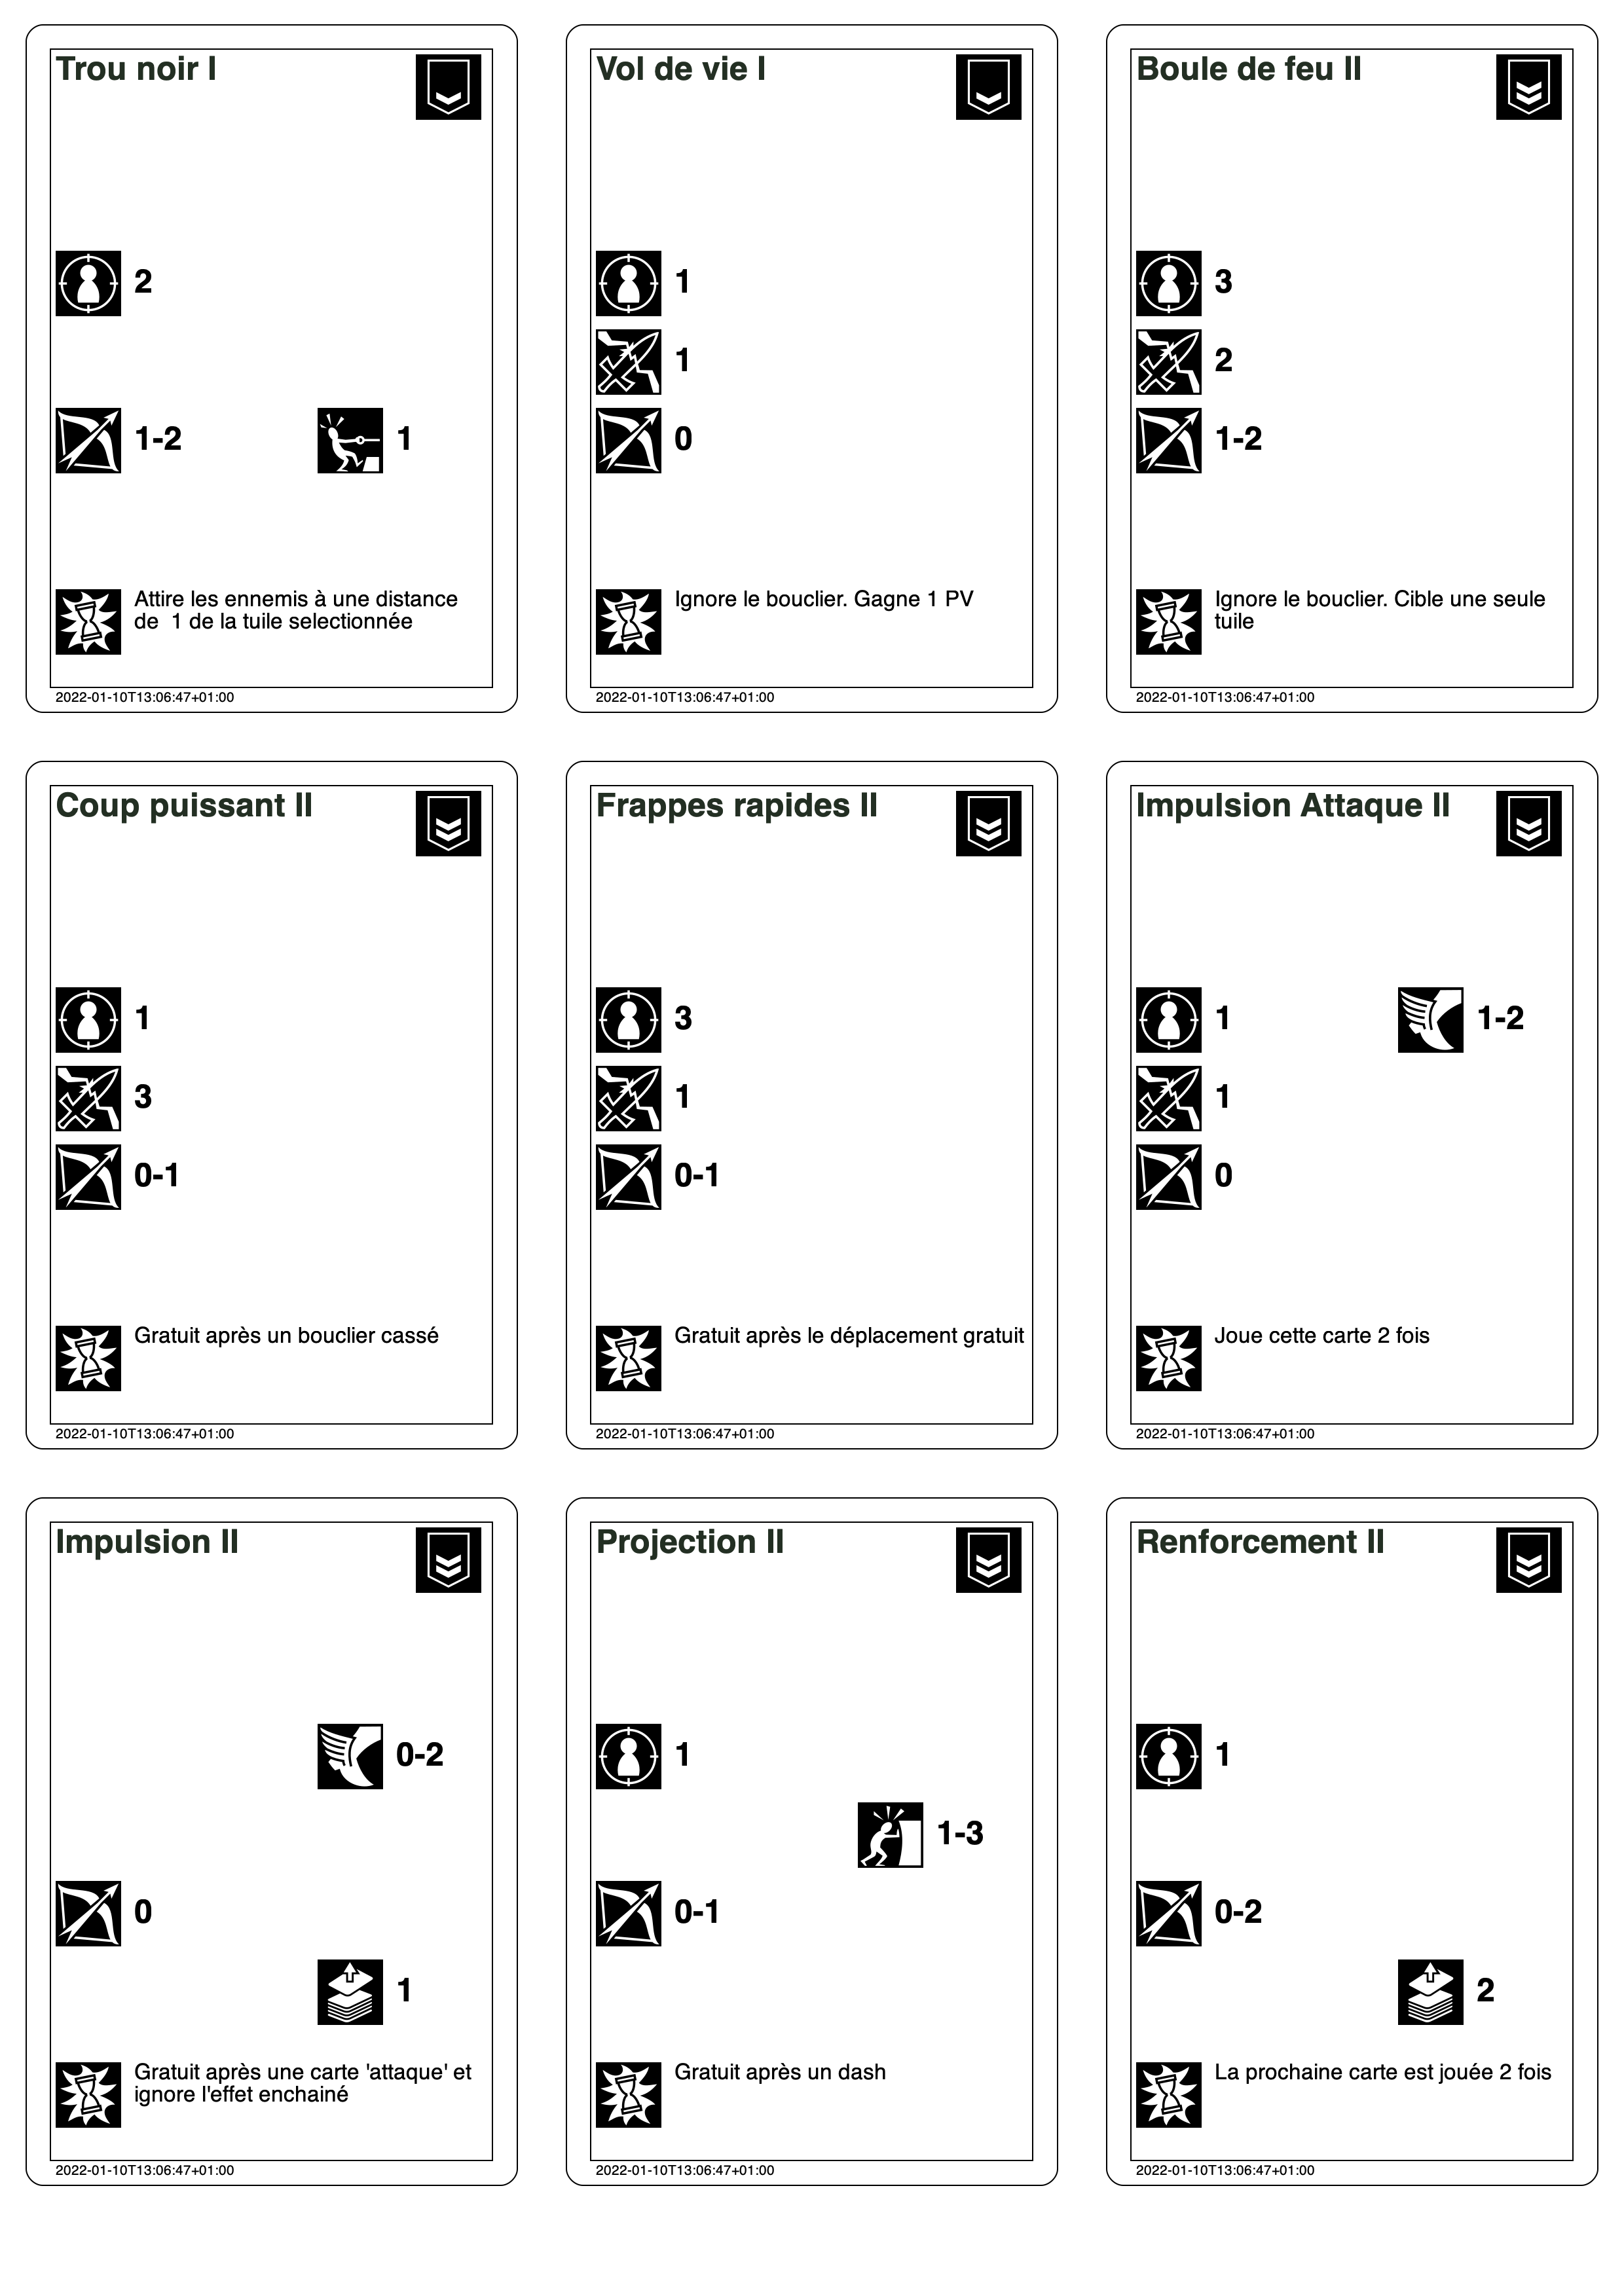 Trou noir I
2
1-2
1
Attire les ennemis à une distance
de  1 de la tuile selectionnée
2022-01-10T13:06:47+01:00
Vol de vie I
1
1
0
Ignore le bouclier. Gagne 1 PV
2022-01-10T13:06:47+01:00
Boule de feu II
3
2
1-2
Ignore le bouclier. Cible une seule
tuile
2022-01-10T13:06:47+01:00
Coup puissant II
1
3
0-1
Gratuit après un bouclier cassé
2022-01-10T13:06:47+01:00
Frappes rapides II
3
1
0-1
Gratuit après le déplacement gratuit
2022-01-10T13:06:47+01:00
Impulsion Attaque II
1
1-2
1
0
Joue cette carte 2 fois
2022-01-10T13:06:47+01:00
Impulsion II
0-2
0
1
Gratuit après une carte 'attaque' et
ignore l'effet enchainé
2022-01-10T13:06:47+01:00
Projection II
1
1-3
0-1
Gratuit après un dash
2022-01-10T13:06:47+01:00
Renforcement II
1
0-2
2
La prochaine carte est jouée 2 fois
2022-01-10T13:06:47+01:00